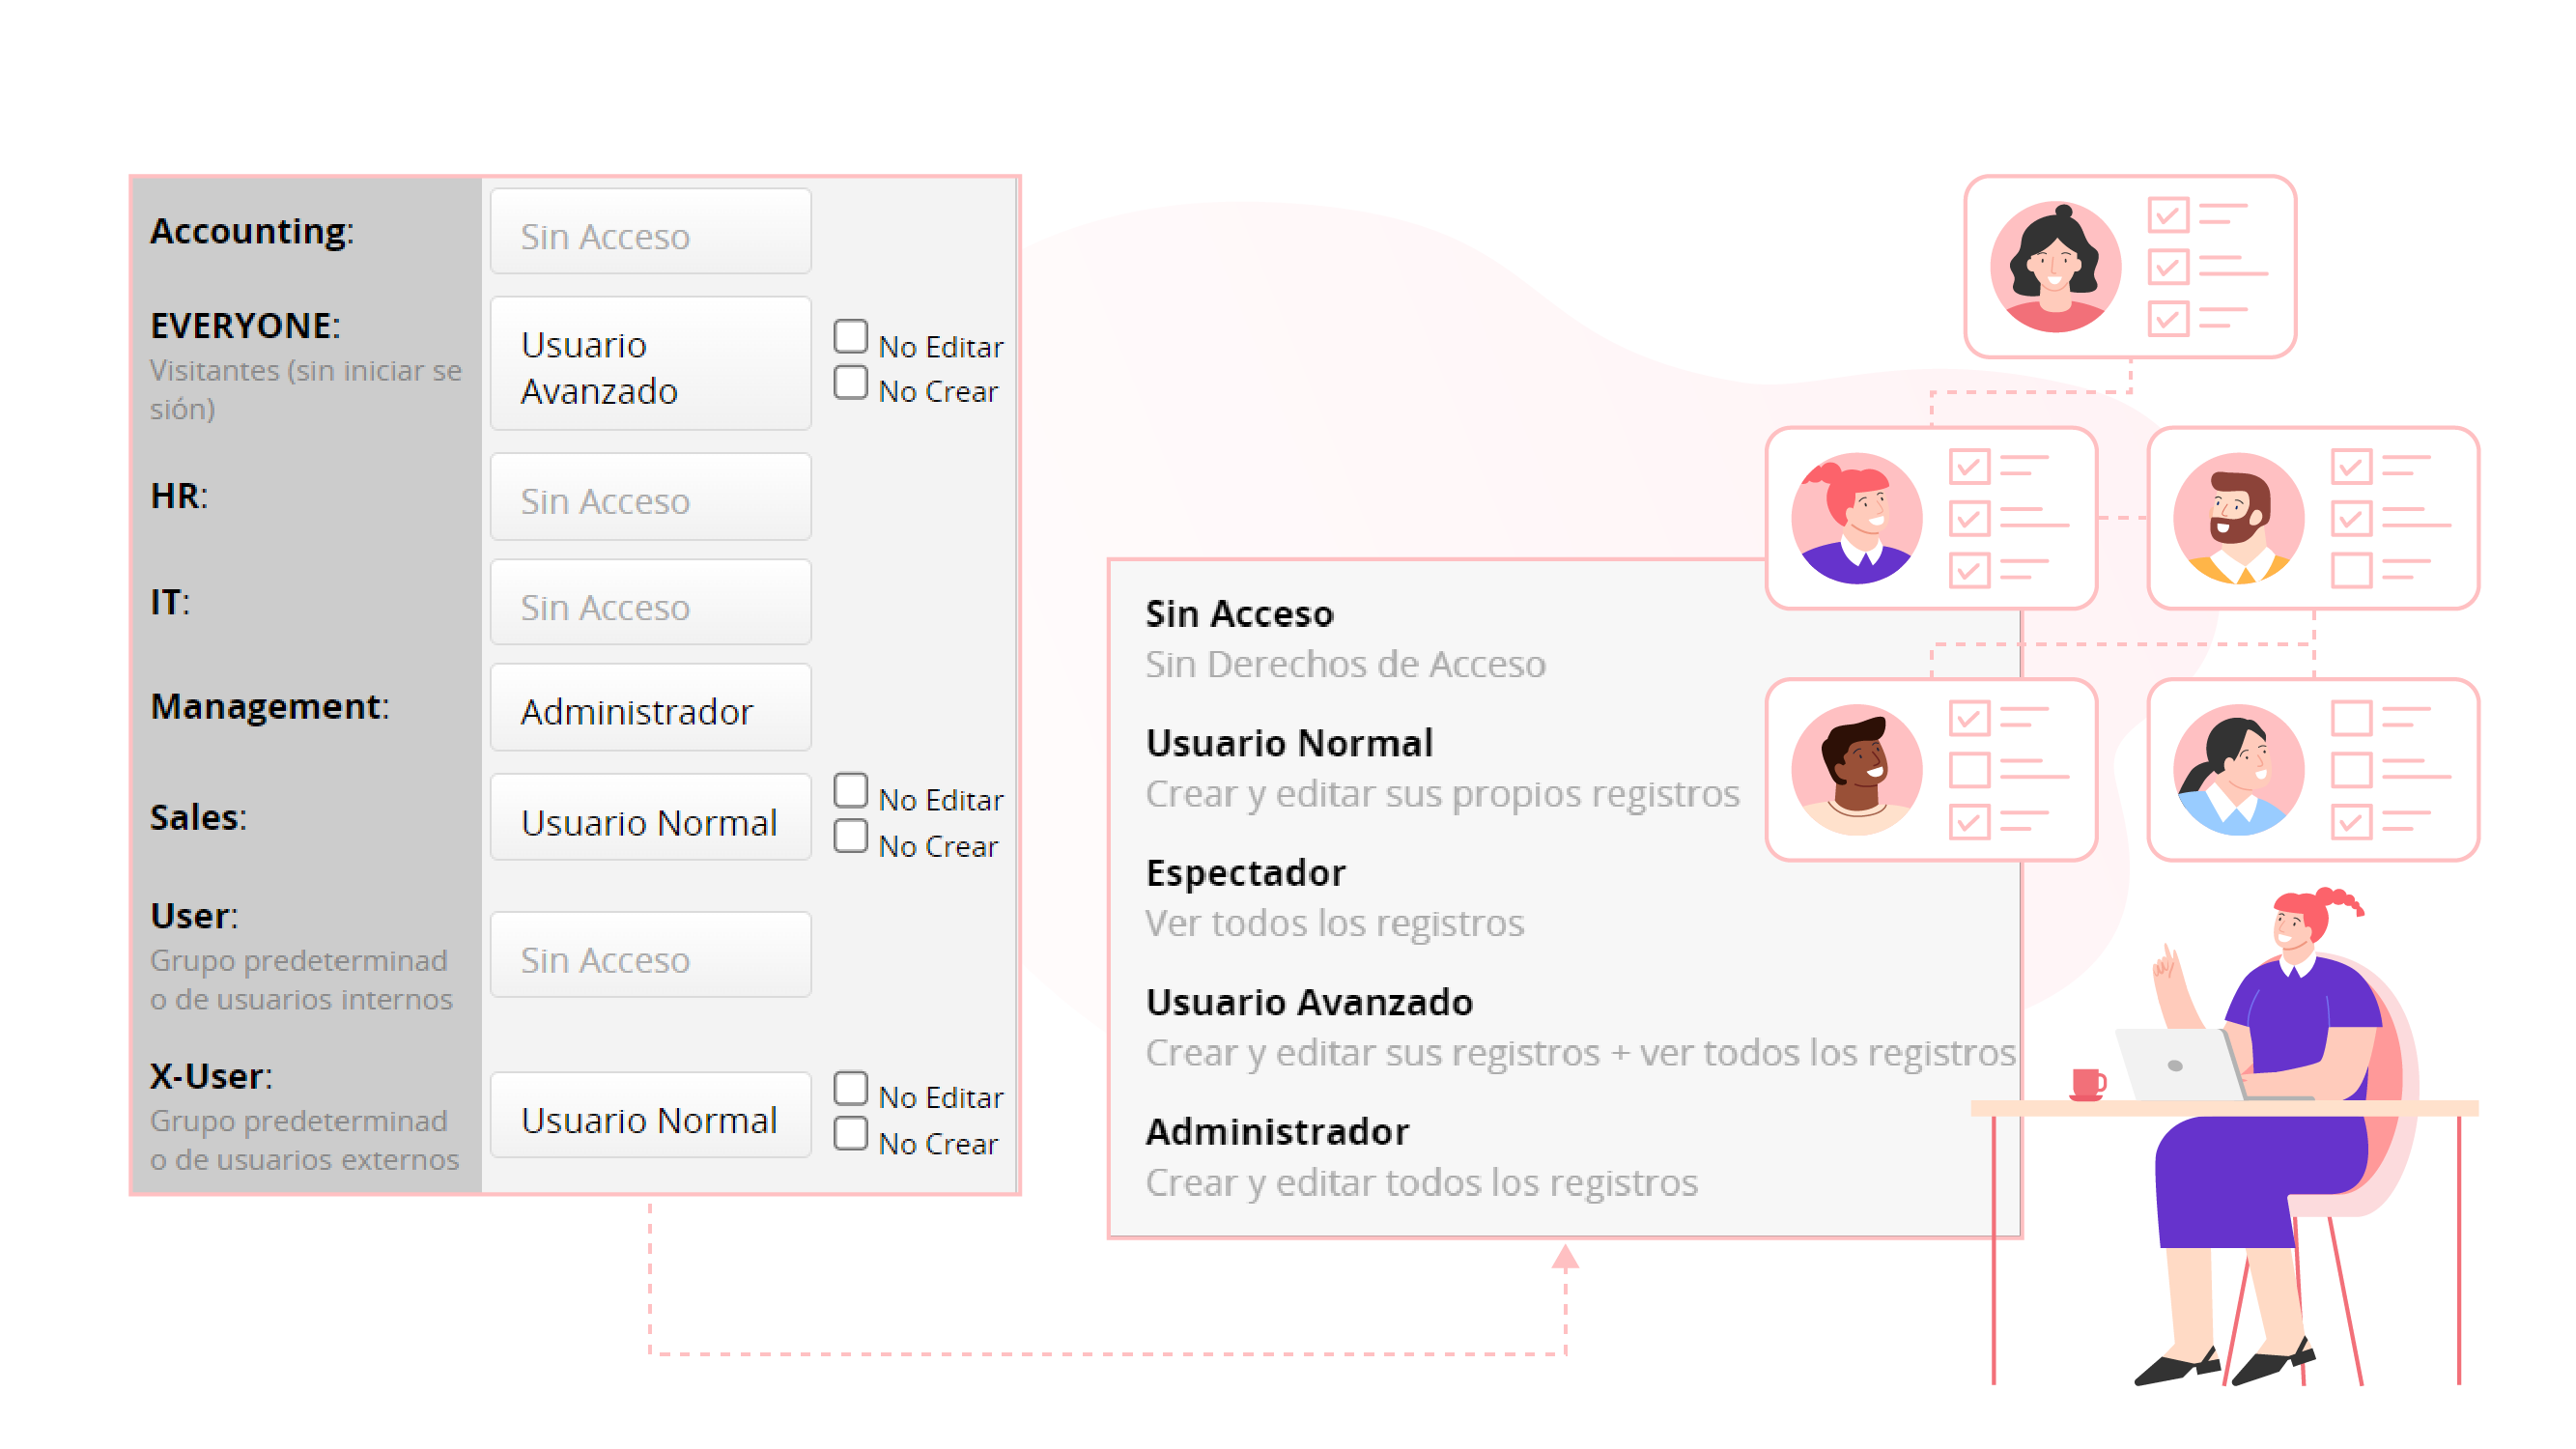 Accounting:
Sin Acceso
EVERYONE:
Visitantes (sin iniciar se
sión)
Usuario
Avanzado
No Editar
No Crear
HR:
Sin Acceso
IT:
Sin Acceso
Management:
Administrador
Sales:
Usuario Normal
No Editar
No Crear
User:
Grupo predeterminad
o de usuarios internos
Sin Acceso
X-User:
Grupo predeterminad
o de usuarios externos
Usuario Normal
No Editar
No Crear
Sin Acceso
Sin Derechos de Acceso
Usuario Normal
Crear y editar sus propios registros
Espectador
Ver todos los registros
Usuario Avanzado
Crear y editar sus registros + ver todos los registros
Administrador
Crear y editar todos los registros